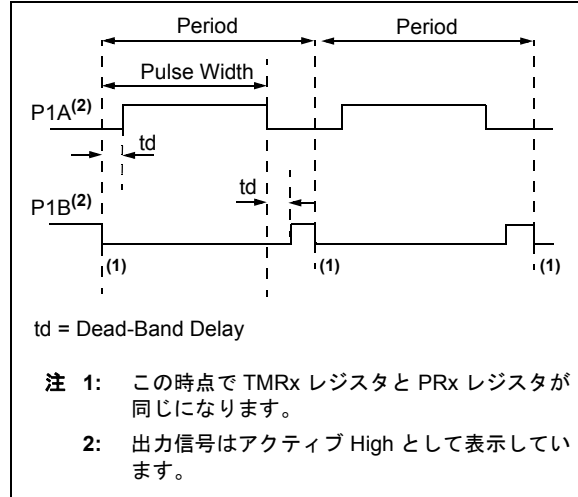 Period Period
Pulse Width
P1A(2)
td
td
P1B(2)
(1) (1) (1)
td = Dead-Band Delay
注 1: この時点で TMRx レジスタと PRx レジスタが
同じになります。
2: 出力信号はアクティブ High として表示してい
ます。